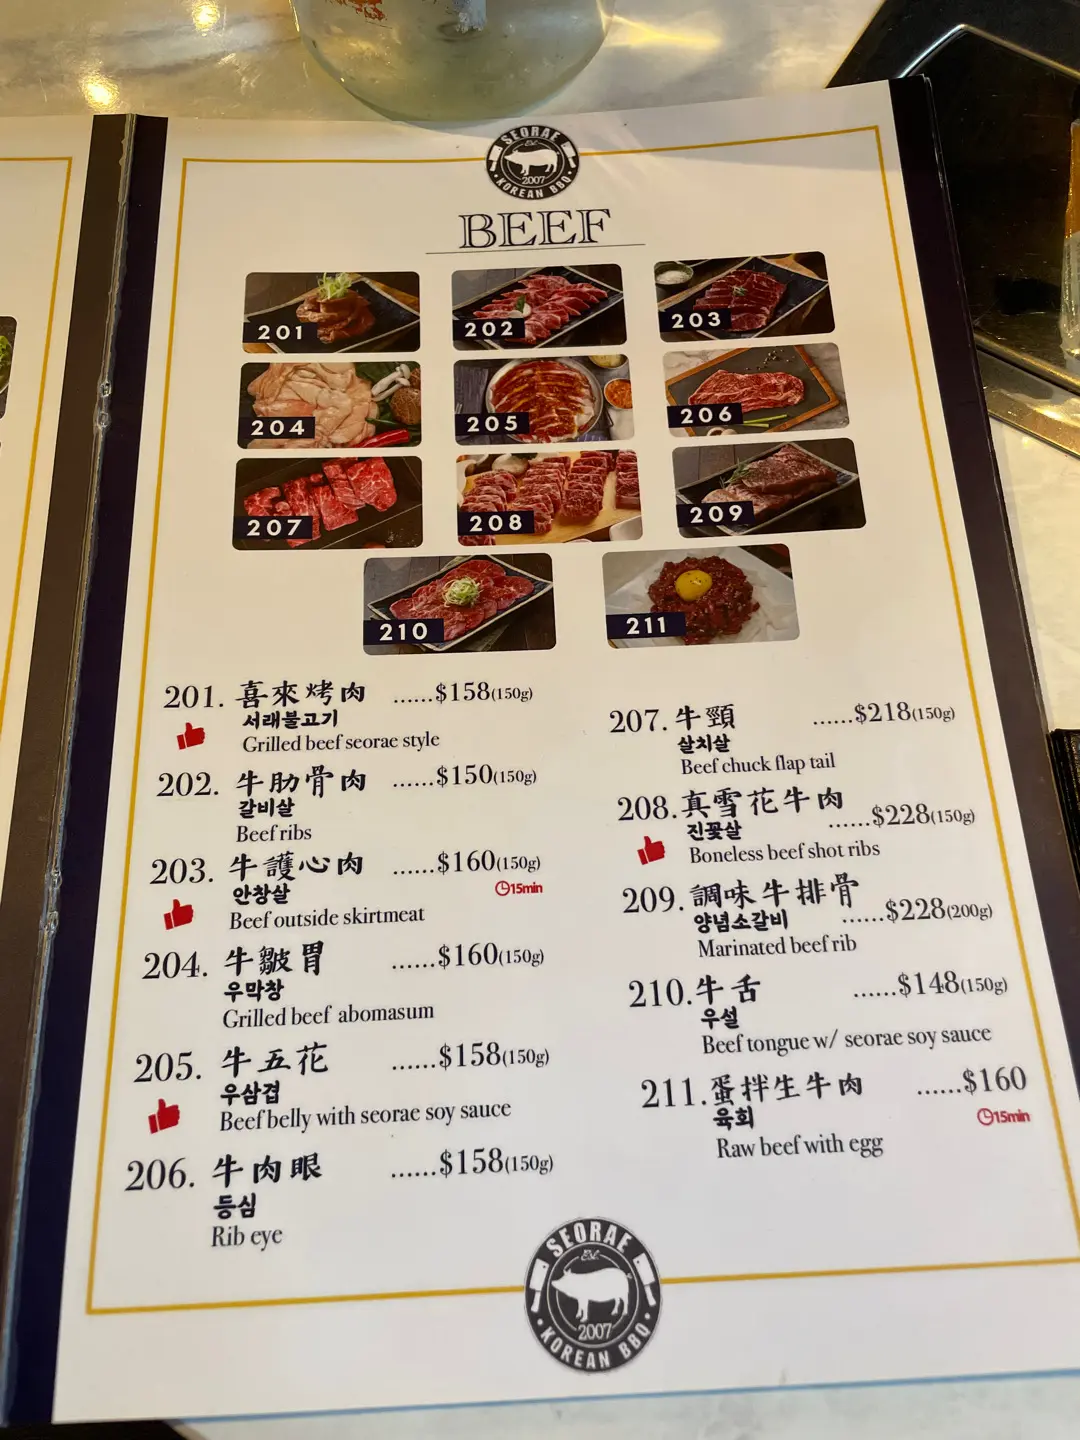 SEORAE
Est.
2007
KOREAN BBQ
BEEF
201
202
203
204
205
206
207
208
209
210
211
201. 喜來烤肉 ......$158(150g)
서래불고기
Grilled beef seorae style
202. 牛肋骨肉 ......$150(150g)
갈비살
Beef ribs
203. 牛護心肉 ......$160(150g)
안창살 15min
Beef outside skirtmeat
204. 牛皺胃 ......$160(150g)
우막창
Grilled beef abomasum
205. 牛五花 ......$158(150g)
우삼겹
Beef belly with seorae soy sauce
206. 牛肉眼 ......$158(150g)
등심
Rib eye
207. 牛頸 ......$218(150g)
살치살
Beef chuck flap tail
208. 真雪花牛肉 ......$228(150g)
진꽃살
Boneless beef shot ribs
209. 調味牛排骨 ......$228(200g)
양념소갈비
Marinated beef rib
210. 牛舌 ......$148(150g)
우설
Beef tongue w/ seorae soy sauce
211. 蛋拌生牛肉 ......$160
육회 15min
Raw beef with egg
SEORAE
Est.
2007
KOREAN BBQ